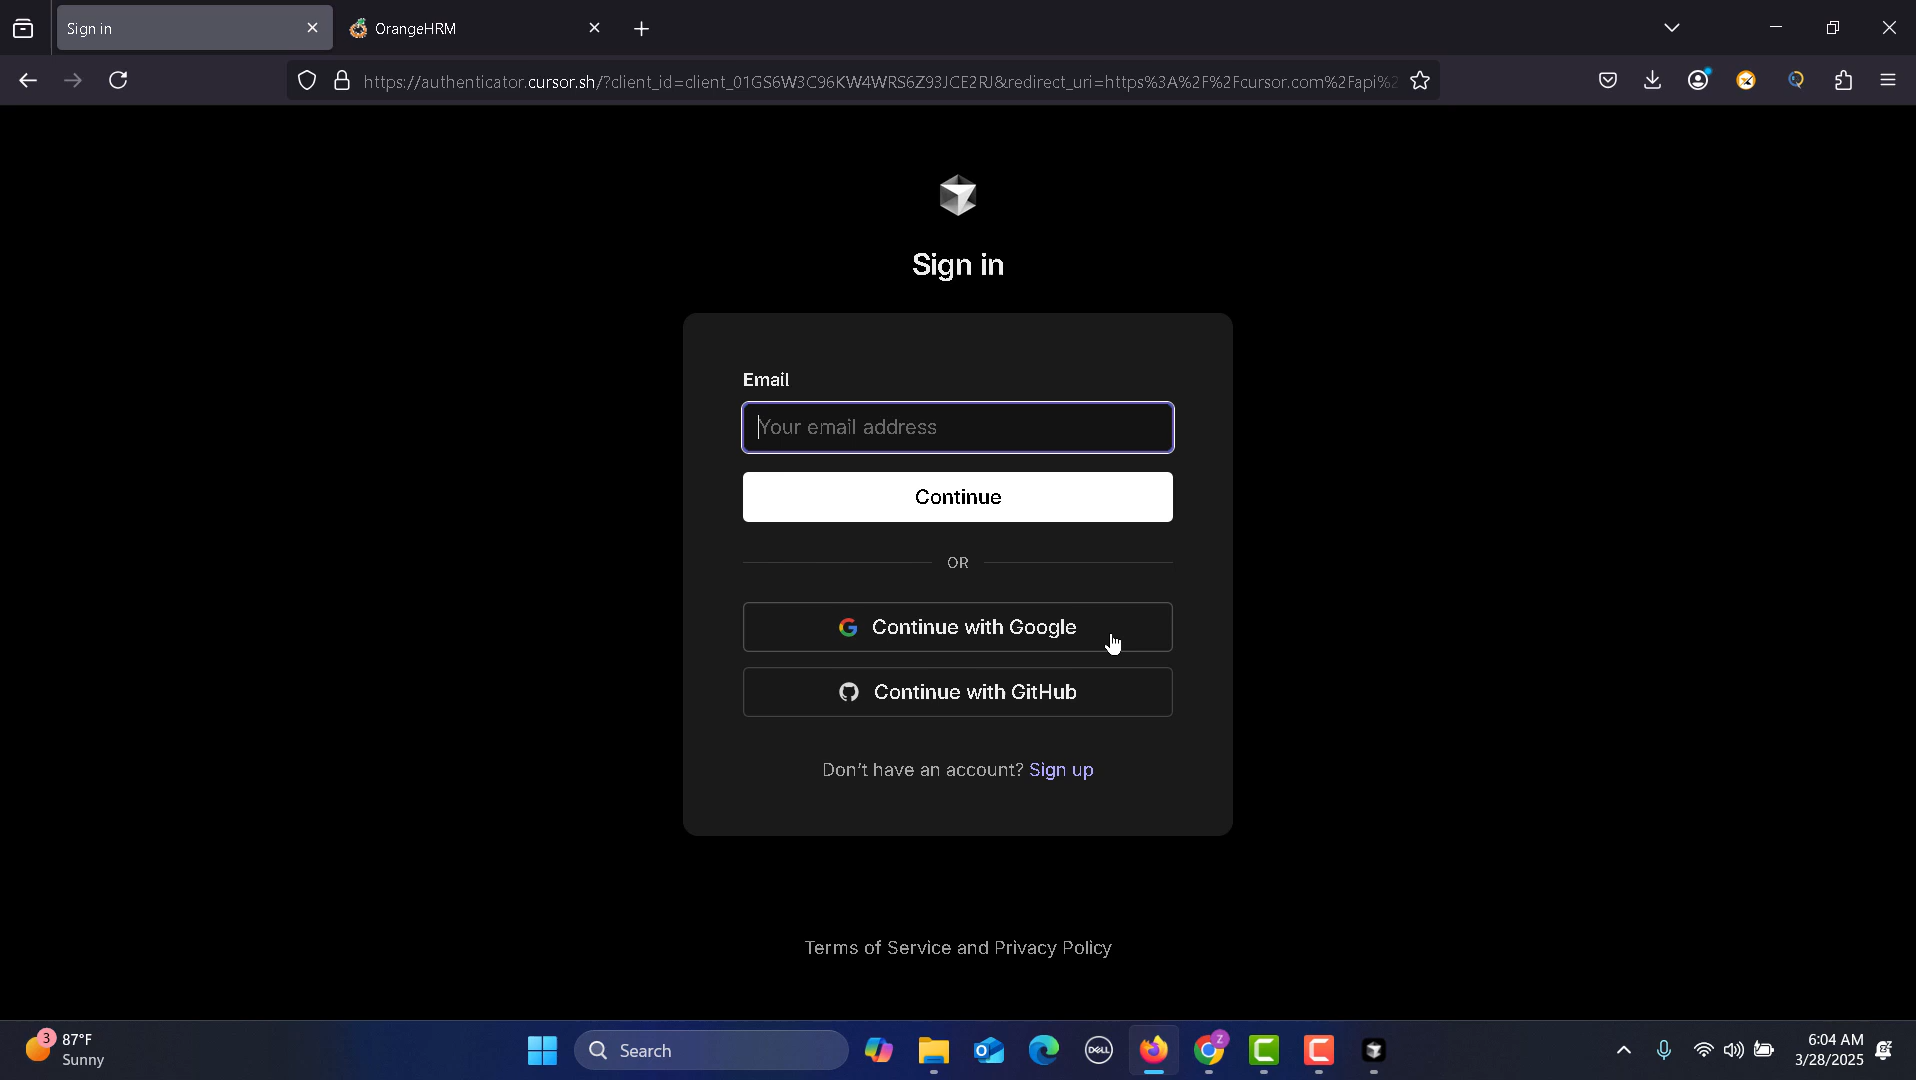 Sign in
OrangeHRM
https://authenticator.cursor.sh/?client_id=client_01GS6W3C96KW4WRS6Z93JCE2RJ&redirect_uri=https%3A%2F%2Fcursor.com%2Fapi%2
Sign in
Email
Your email address
Continue
OR
Continue with Google
Continue with GitHub
Don't have an account? Sign up
Terms of Service and Privacy Policy
3
87°F
Sunny
Search
DELL
Z
6:04 AM
3/28/2025